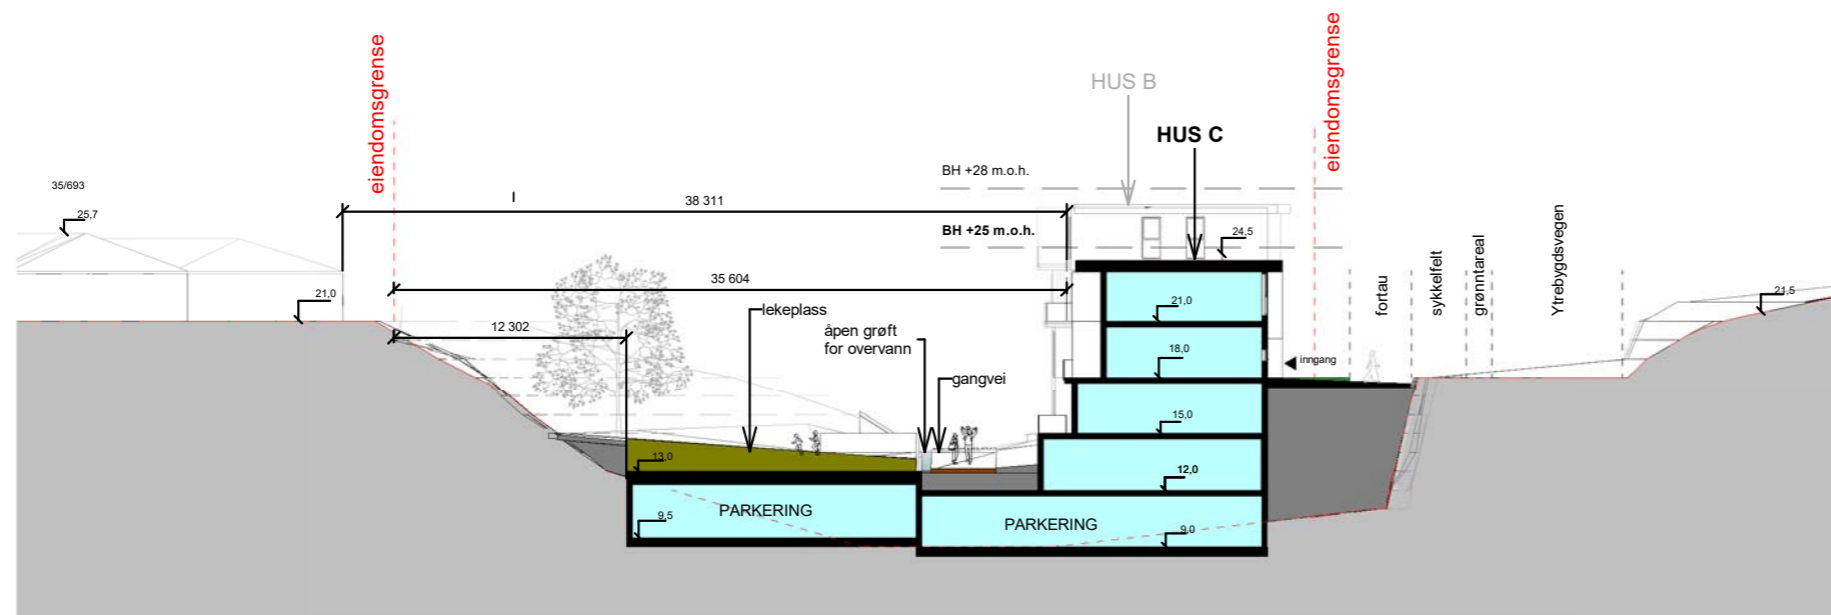 eiendomsgrense
eiendomsgrense
HUS B
HUS C
BH +28 m.o.h.
35/693
25,7
38 311
BH +25 m.o.h.
24,5
fortau
sykkelfelt
grønntareal
Ytrebygdsvegen
35 604
21,0
21,0
21,5
12 302
lekeplass
åpen grøft
for overvann
18,0
inngang
gangvei
15,0
13,0
12,0
PARKERING
9,5
PARKERING
9,0